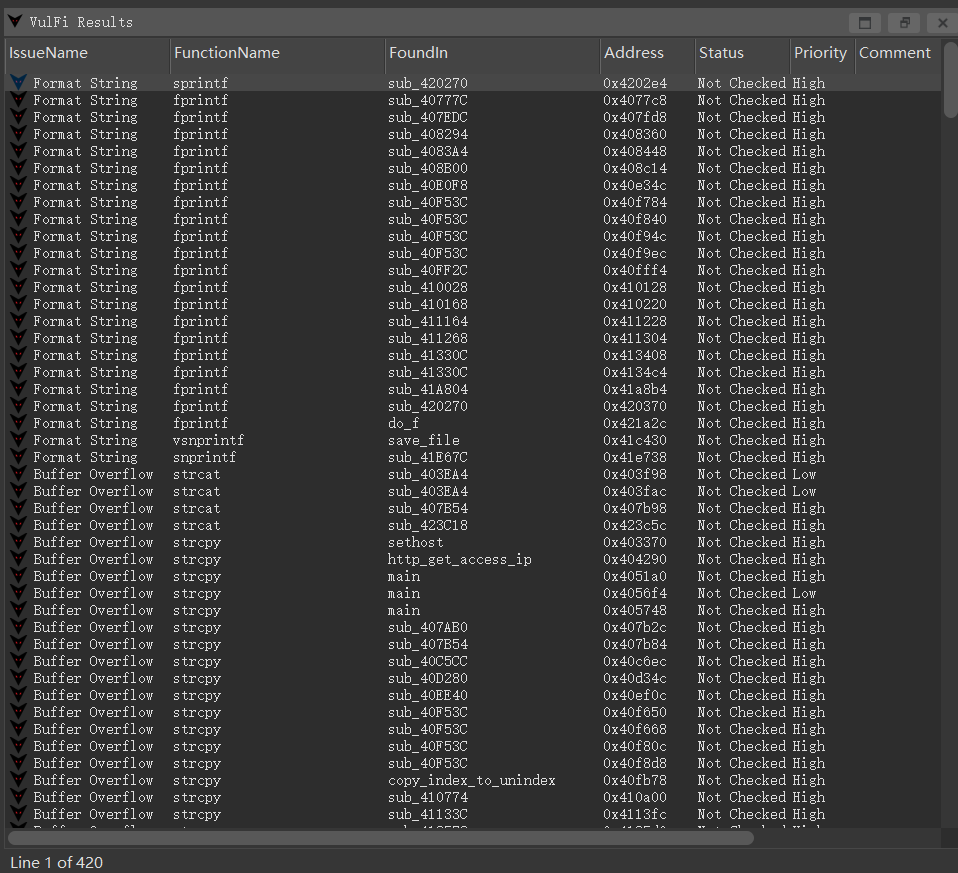 VulFi Results
IssueName FunctionName FoundIn Address Status Priority Comment
Format String sprintf sub_420270 0x4202e4 Not Checked High
Format String fprintf sub_40777C 0x4077c8 Not Checked High
Format String fprintf sub_407EDC 0x407fd8 Not Checked High
Format String fprintf sub_408294 0x408360 Not Checked High
Format String fprintf sub_4083A4 0x408448 Not Checked High
Format String fprintf sub_408B00 0x408c14 Not Checked High
Format String fprintf sub_40E0F8 0x40e34c Not Checked High
Format String fprintf sub_40F53C 0x40f784 Not Checked High
Format String fprintf sub_40F53C 0x40f840 Not Checked High
Format String fprintf sub_40F53C 0x40f94c Not Checked High
Format String fprintf sub_40F53C 0x40f9ec Not Checked High
Format String fprintf sub_40FF2C 0x40fff4 Not Checked High
Format String fprintf sub_410028 0x410128 Not Checked High
Format String fprintf sub_410168 0x410220 Not Checked High
Format String fprintf sub_411164 0x411228 Not Checked High
Format String fprintf sub_411268 0x411304 Not Checked High
Format String fprintf sub_41330C 0x413408 Not Checked High
Format String fprintf sub_41330C 0x4134c4 Not Checked High
Format String fprintf sub_41A804 0x41a8b4 Not Checked High
Format String fprintf sub_420270 0x420370 Not Checked High
Format String fprintf do_f 0x421a2c Not Checked High
Format String vsnprintf save_file 0x41c430 Not Checked High
Format String snprintf sub_41E67C 0x41e738 Not Checked High
Buffer Overflow strcat sub_403EA4 0x403f98 Not Checked Low
Buffer Overflow strcat sub_403EA4 0x403fac Not Checked Low
Buffer Overflow strcat sub_407B54 0x407b98 Not Checked High
Buffer Overflow strcat sub_423C18 0x423c5c Not Checked High
Buffer Overflow strcpy sethost 0x403370 Not Checked High
Buffer Overflow strcpy http_get_access_ip 0x404290 Not Checked High
Buffer Overflow strcpy main 0x4051a0 Not Checked High
Buffer Overflow strcpy main 0x4056f4 Not Checked Low
Buffer Overflow strcpy main 0x405748 Not Checked High
Buffer Overflow strcpy sub_407AB0 0x407b2c Not Checked High
Buffer Overflow strcpy sub_407B54 0x407b84 Not Checked High
Buffer Overflow strcpy sub_40C5CC 0x40c6ec Not Checked High
Buffer Overflow strcpy sub_40D280 0x40d34c Not Checked High
Buffer Overflow strcpy sub_40EE40 0x40ef0c Not Checked High
Buffer Overflow strcpy sub_40F53C 0x40f650 Not Checked High
Buffer Overflow strcpy sub_40F53C 0x40f668 Not Checked High
Buffer Overflow strcpy sub_40F53C 0x40f80c Not Checked High
Buffer Overflow strcpy sub_40F53C 0x40f8d8 Not Checked High
Buffer Overflow strcpy copy_index_to_unindex 0x40fb78 Not Checked High
Buffer Overflow strcpy sub_410774 0x410a00 Not Checked High
Buffer Overflow strcpy sub_41133C 0x4113fc Not Checked High
Line 1 of 420